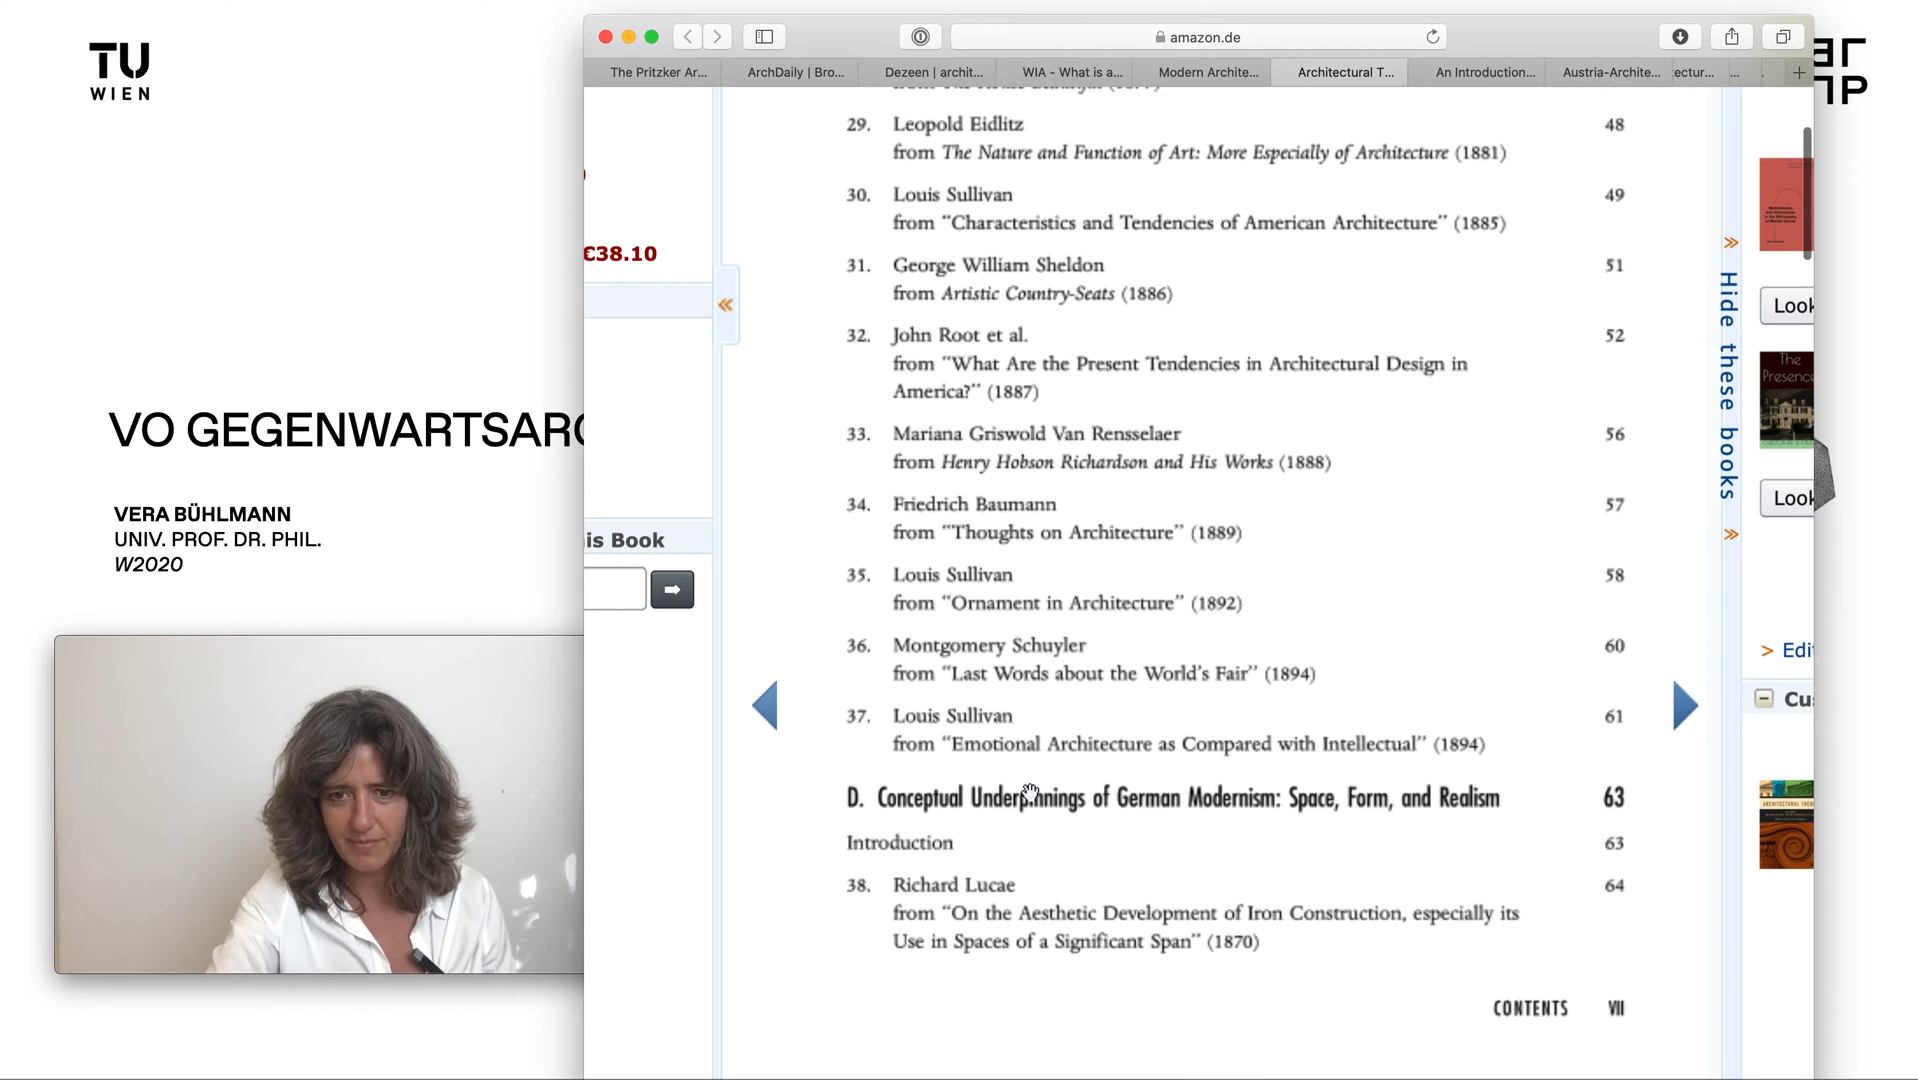 TU
WIEN
VO GEGENWARTSARC
VERA BÜHLMANN
UNIV. PROF. DR. PHIL.
W2020
amazon.de
The Pritzker Ar...
ArchDaily | Bro...
Dezeen | archit...
WIA - What is a...
Modern Archite...
Architectural T...
An Introduction...
Austria-Archite...
ectur...
€38.10
is Book
29. Leopold Eidlitz 48
from The Nature and Function of Art: More Especially of Architecture (1881)
30. Louis Sullivan 49
from “Characteristics and Tendencies of American Architecture” (1885)
31. George William Sheldon 51
from Artistic Country-Seats (1886)
32. John Root et al. 52
from “What Are the Present Tendencies in Architectural Design in
America?” (1887)
33. Mariana Griswold Van Rensselaer 56
from Henry Hobson Richardson and His Works (1888)
34. Friedrich Baumann 57
from “Thoughts on Architecture” (1889)
35. Louis Sullivan 58
from “Ornament in Architecture” (1892)
36. Montgomery Schuyler 60
from “Last Words about the World’s Fair” (1894)
37. Louis Sullivan 61
from “Emotional Architecture as Compared with Intellectual” (1894)
D. Conceptual Underpinnings of German Modernism: Space, Form, and Realism 63
Introduction 63
38. Richard Lucae 64
from “On the Aesthetic Development of Iron Construction, especially its
Use in Spaces of a Significant Span” (1870)
CONTENTS VII
Hide these books
Look
The
Presence
Look
> Edi
Cus